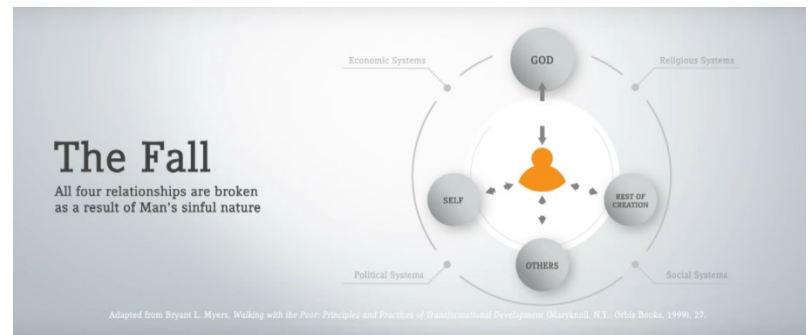 The Fall
All four relationships are broken
as a result of Man's sinful nature
Economic Systems
Religious Systems
GOD
SELF
REST OF
CREATION
OTHERS
Political Systems
Social Systems
Adapted from Bryant L. Myers, Walking with the Poor: Principles and Practices of Transformational Development (Maryknoll, N.Y.: Orbis Books, 1999), 27.